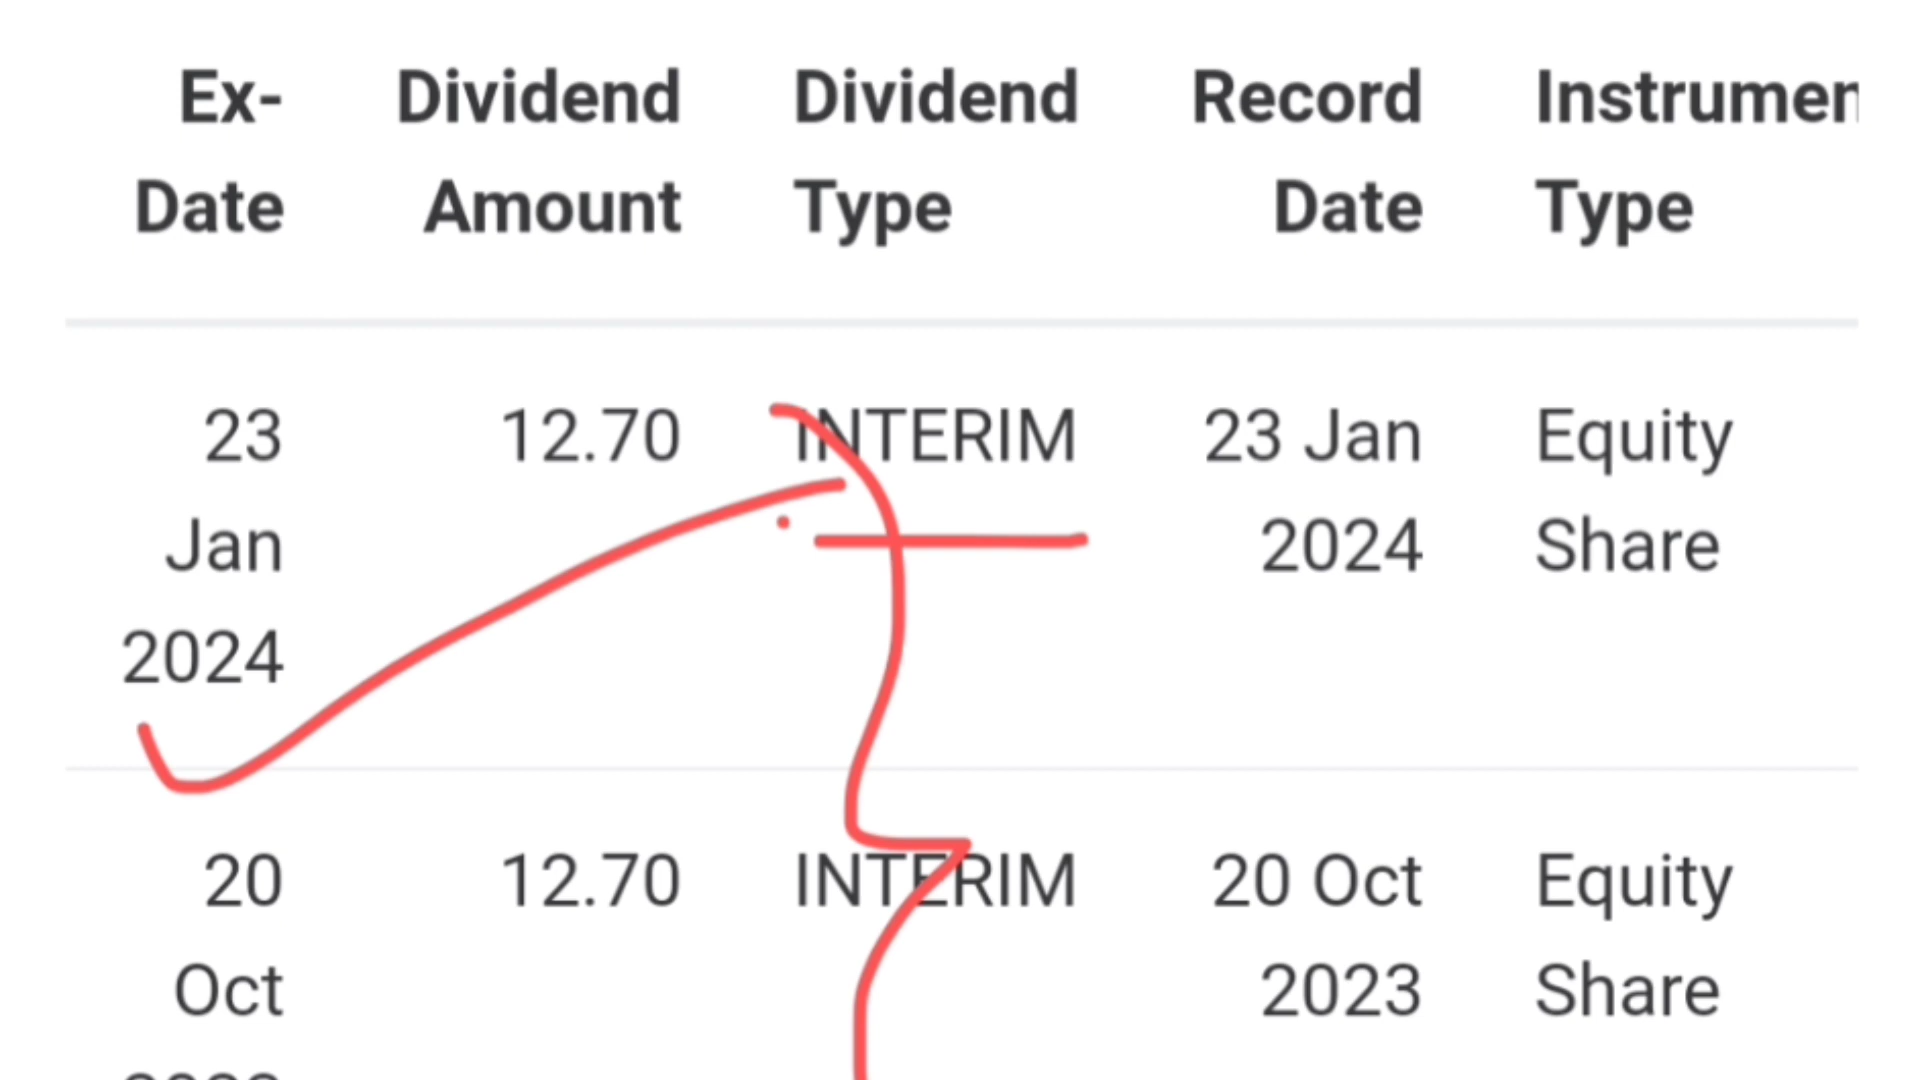 Ex- Dividend Dividend Record Instrumen
Date Amount Type Date Type
23 12.70 INTERIM 23 Jan Equity
Jan 2024 Share
2024
20 12.70 INTERIM 20 Oct Equity
Oct 2023 Share